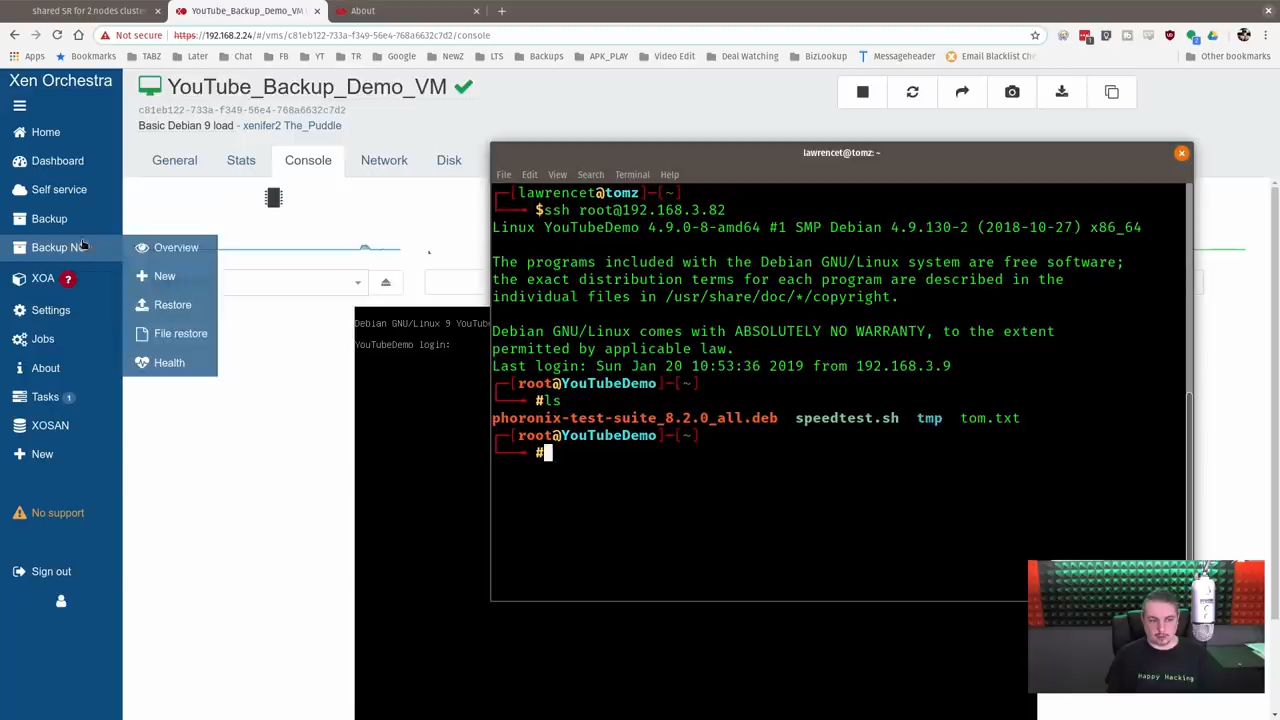 shared SR for 2 nodes cluste
YouTube_Backup_Demo_VM
About
Not secure
https://192.168.2.24/#/vms/c81eb122-733a-f349-56e4-768a6632c7d2/console
Apps
Bookmarks
TABZ
Later
Chat
FB
YT
TR
Google
NewZ
LTS
Backups
APK_PLAY
Video Edit
Deal Watching
BizLookup
Messageheader
Email Blacklist Che
Other bookmarks
Xen Orchestra
Home
Dashboard
Self service
Backup
Backup N
XOA ?
Settings
Jobs
About
Tasks 1
XOSAN
New
No support
Sign out
Overview
New
Restore
File restore
Health
YouTube_Backup_Demo_VM
c81eb122-733a-f349-56e4-768a6632c7d2
Basic Debian 9 load - xenifer2 The_Puddle
General
Stats
Console
Network
Disk
Debian GNU/Linux 9 YouTube
YouTubeDemo login:
lawrencet@tomz: ~
File Edit View Search Terminal Help
┌─[lawrencet@tomz]─[~]
└──╼ $ssh root@192.168.3.82
Linux YouTubeDemo 4.9.0-8-amd64 #1 SMP Debian 4.9.130-2 (2018-10-27) x86_64
The programs included with the Debian GNU/Linux system are free software;
the exact distribution terms for each program are described in the
individual files in /usr/share/doc/*/copyright.
Debian GNU/Linux comes with ABSOLUTELY NO WARRANTY, to the extent
permitted by applicable law.
Last login: Sun Jan 20 10:53:36 2019 from 192.168.3.9
┌─[root@YouTubeDemo]─[~]
└──╼ #ls
phoronix-test-suite_8.2.0_all.deb speedtest.sh tmp tom.txt
┌─[root@YouTubeDemo]─[~]
└──╼ #
Happy Hacking